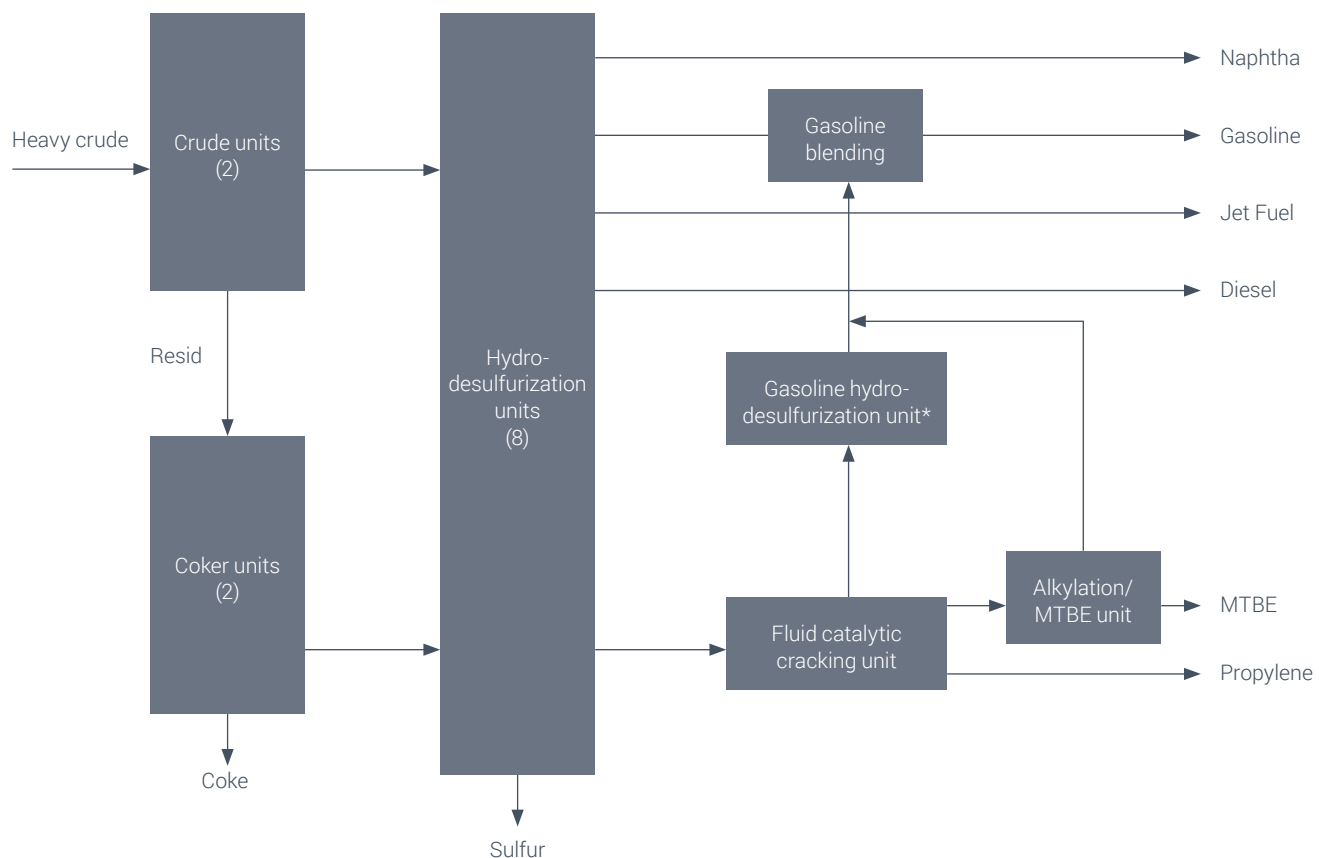 Naphtha
Heavy crude
Crude units
(2)
Gasoline
blending
Gasoline
Jet Fuel
Diesel
Resid
Hydro-
desulfurization
units
(8)
Gasoline hydro-
desulfurization unit*
Coker units
(2)
Alkylation/
MTBE unit
MTBE
Fluid catalytic
cracking unit
Propylene
Coke
Sulfur